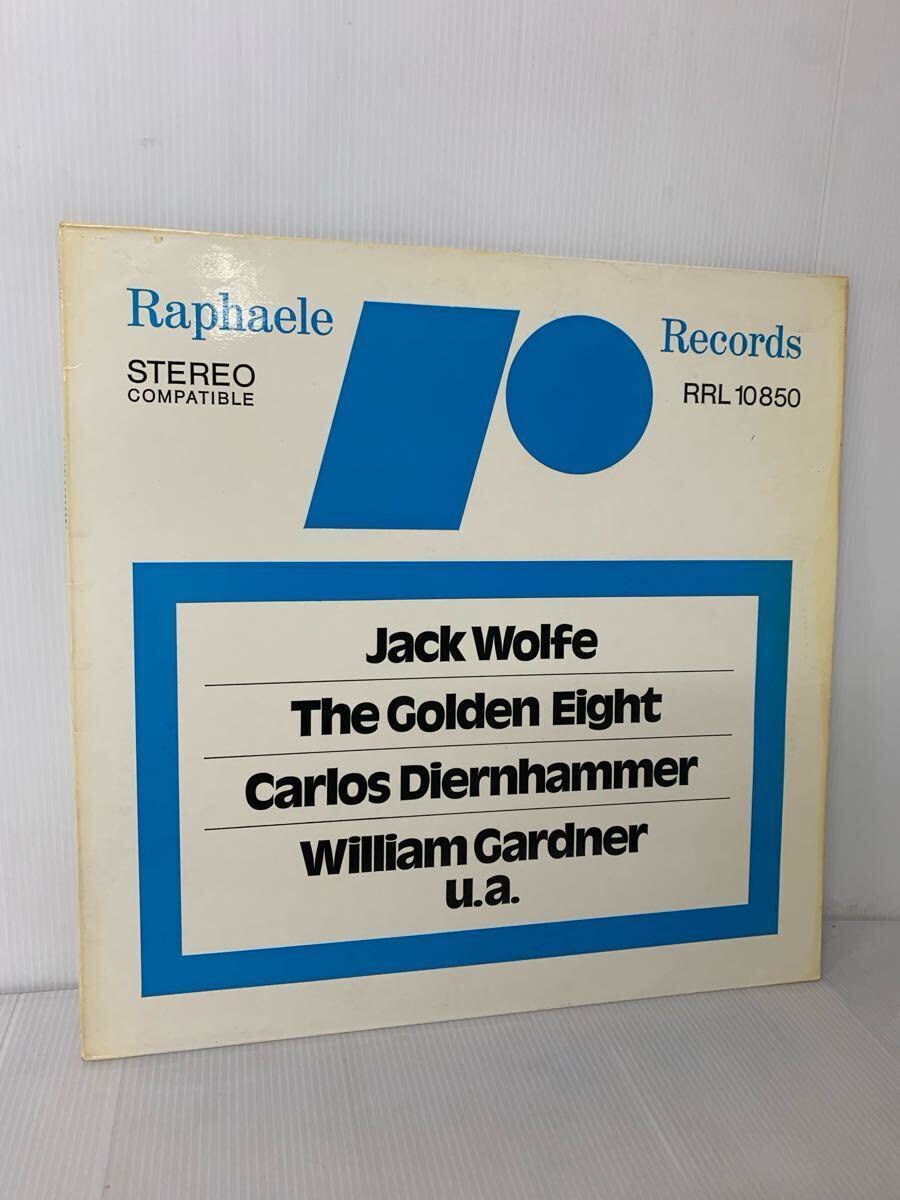 Raphaele Records
STEREO
COMPATIBLE
RRL 10850
Jack Wolfe
The Golden Eight
Carlos Diernhammer
William Gardner
u.a.